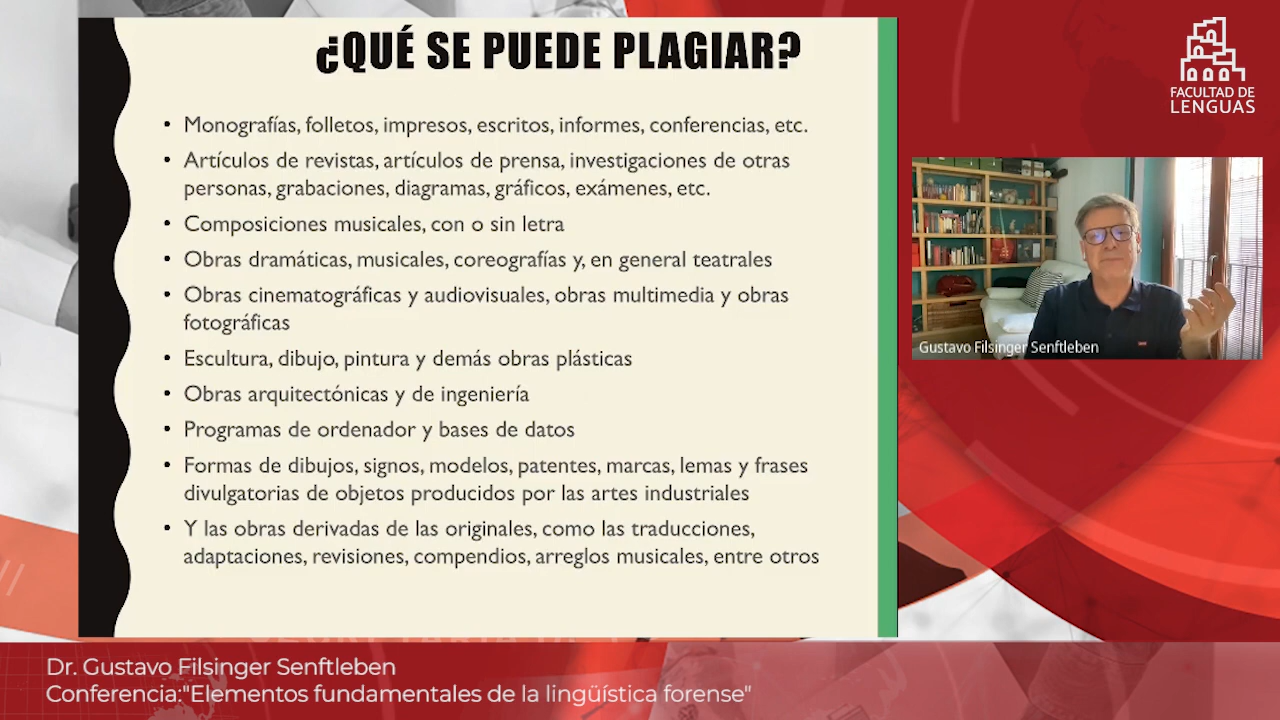 ¿QUÉ SE PUEDE PLAGIAR?
• Monografías, folletos, impresos, escritos, informes, conferencias, etc.
• Artículos de revistas, artículos de prensa, investigaciones de otras
personas, grabaciones, diagramas, gráficos, exámenes, etc.
• Composiciones musicales, con o sin letra
• Obras dramáticas, musicales, coreografías y, en general teatrales
• Obras cinematográficas y audiovisuales, obras multimedia y obras
fotográficas
• Escultura, dibujo, pintura y demás obras plásticas
• Obras arquitectónicas y de ingeniería
• Programas de ordenador y bases de datos
• Formas de dibujos, signos, modelos, patentes, marcas, lemas y frases
divulgatorias de objetos producidos por las artes industriales
• Y las obras derivadas de las originales, como las traducciones,
adaptaciones, revisiones, compendios, arreglos musicales, entre otros
FACULTAD DE
LENGUAS
Gustavo Filsinger Senftleben
Dr. Gustavo Filsinger Senftleben
Conferencia:"Elementos fundamentales de la lingüística forense"